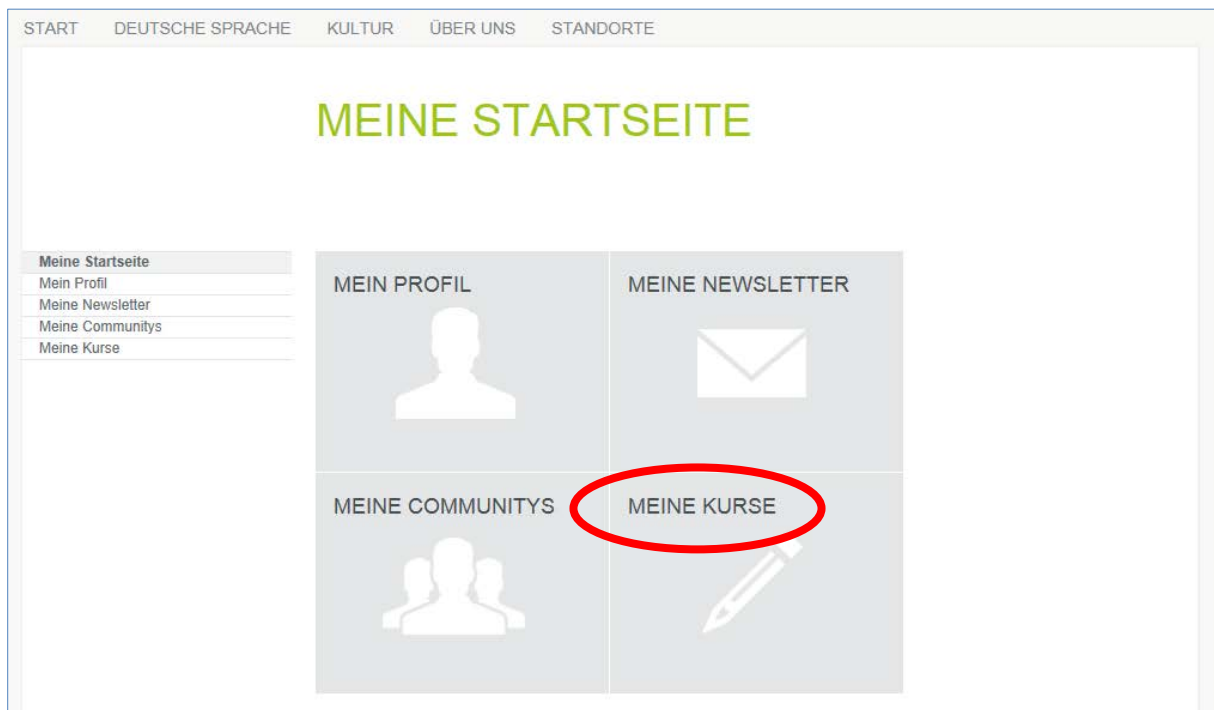 START DEUTSCHE SPRACHE KULTUR ÜBER UNS STANDORTE
MEINE STARTSEITE
Meine Startseite
Mein Profil
Meine Newsletter
Meine Communitys
Meine Kurse
MEIN PROFIL
MEINE NEWSLETTER
MEINE COMMUNITYS
MEINE KURSE